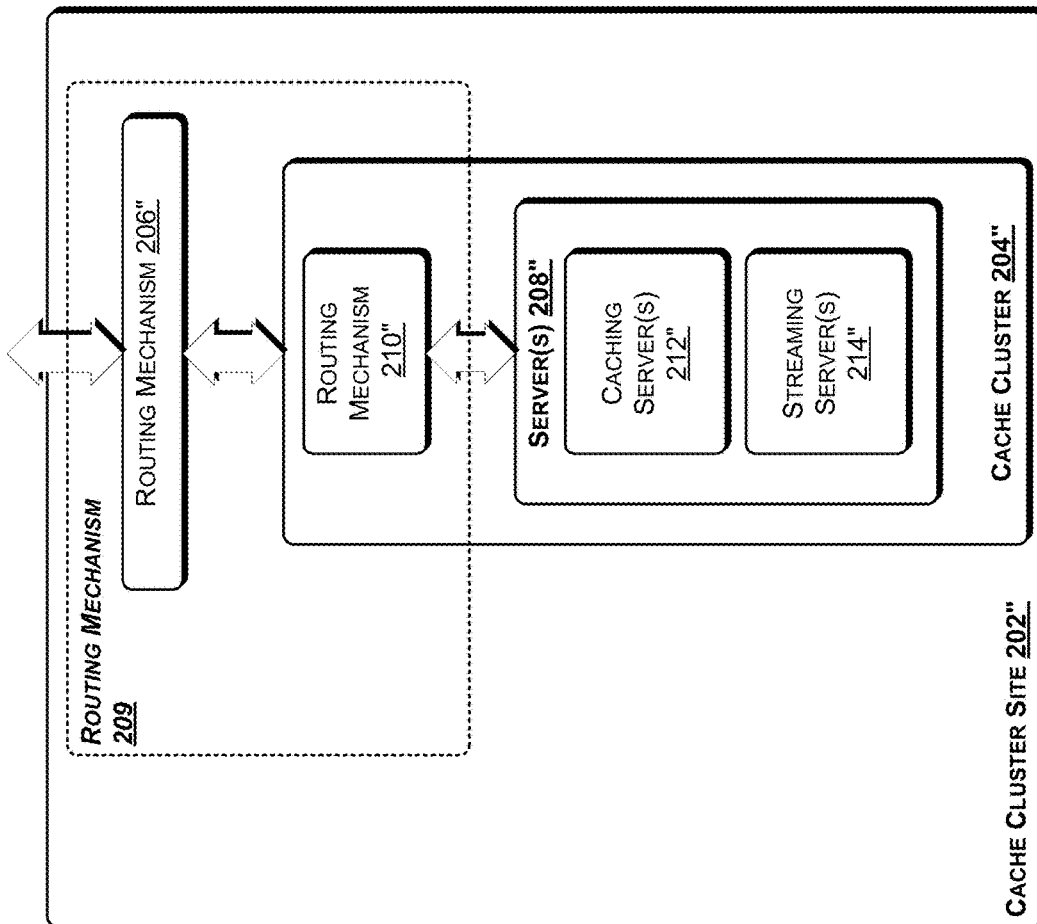 ROUTING MECHANISM
209
ROUTING MECHANISM 206"
ROUTING
MECHANISM
210"
SERVER(S) 208"
CACHING
SERVER(S)
212"
STREAMING
SERVER(S)
214"
CACHE CLUSTER 204"
CACHE CLUSTER SITE 202"